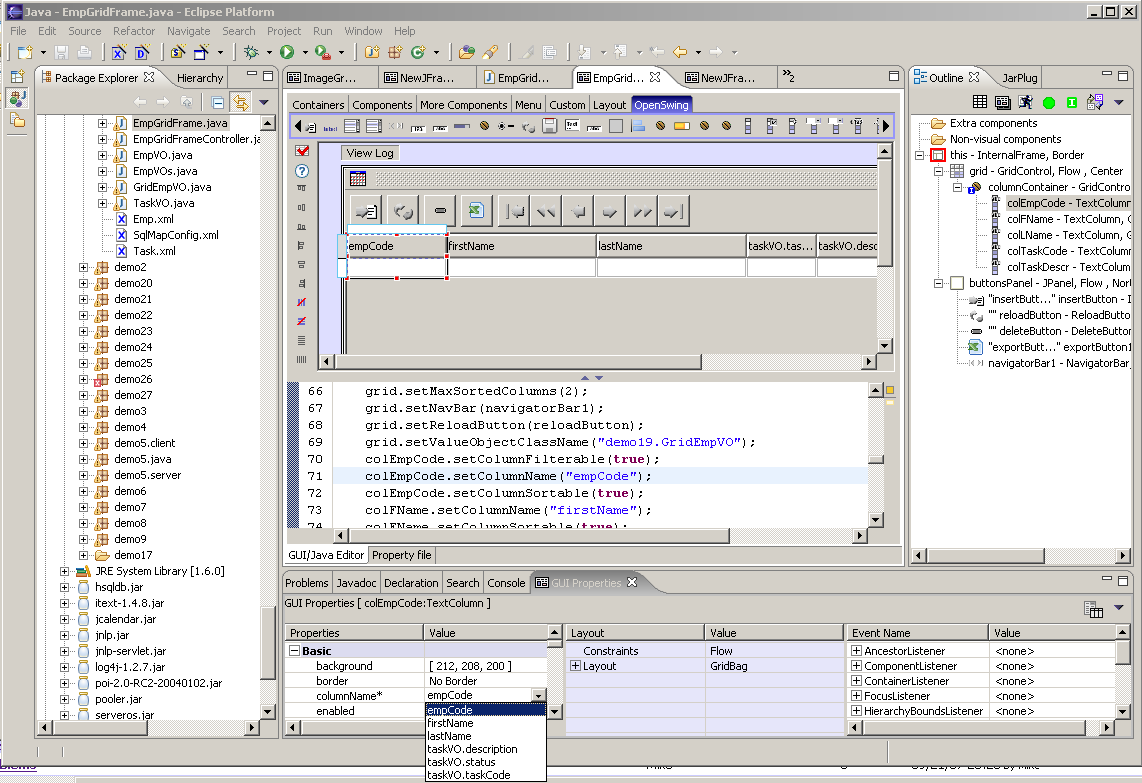 Java - EmpGridFrame.java - Eclipse Platform
File Edit Source Refactor Navigate Search Project Run Window Help
Package Explorer Hierarchy
EmpGridFrame.java
EmpGridFrameController.ja
EmpVO.java
EmpVOs.java
GridEmpVO.java
TaskVO.java
Emp.xml
SqlMapConfig.xml
Task.xml
demo2
demo20
demo21
demo22
demo23
demo24
demo25
demo26
demo27
demo3
demo4
demo5.client
demo5.java
demo5.server
demo6
demo7
demo8
demo9
demo17
JRE System Library [1.6.0]
hsqldb.jar
itext-1.4.8.jar
jcalendar.jar
jnlp.jar
jnlp-servlet.jar
log4j-1.2.7.jar
poi-2.0-RC2-20040102.jar
pooler.jar
serveros.jar
ImageGr... NewJFra... EmpGrid... EmpGrid... NewJFra... »2
Containers Components More Components Menu Custom Layout OpenSwing
View Log
empCode firstName lastName taskVO.tas... taskVO.desc
66 grid.setMaxSortedColumns(2);
67 grid.setNavBar(navigatorBar1);
68 grid.setReloadButton(reloadButton);
69 grid.setValueObjectClassName("demo19.GridEmpVO");
70 colEmpCode.setColumnFilterable(true);
71 colEmpCode.setColumnName("empCode");
72 colEmpCode.setColumnSortable(true);
73 colFName.setColumnName("firstName");
74 colFName.setColumnSortable(true);
GUI/Java Editor Property file
Outline JarPlug
Extra components
Non-visual components
this - InternalFrame, Border
grid - GridControl, Flow , Center
columnContainer - GridContro
colEmpCode - TextColumn
colFName - TextColumn, G
colLName - TextColumn, G
colTaskCode - TextColumn
colTaskDescr - TextColumn
buttonsPanel - JPanel, Flow , Nor
"insertButt..." insertButton - I
"" reloadButton - ReloadButto
"" deleteButton - DeleteButto
"exportButt..." exportButton1
navigatorBar1 - NavigatorBar,
Problems Javadoc Declaration Search Console GUI Properties
GUI Properties [ colEmpCode:TextColumn ]
Properties Value
Basic
background [ 212, 208, 200 ]
border No Border
columnName* empCode
enabled
empCode
firstName
lastName
taskVO.description
taskVO.status
taskVO.taskCode
Layout Value
Constraints Flow
Layout GridBag
Event Name Value
AncestorListener <none>
ComponentListener <none>
ContainerListener <none>
FocusListener <none>
HierarchyBoundsListener <none>